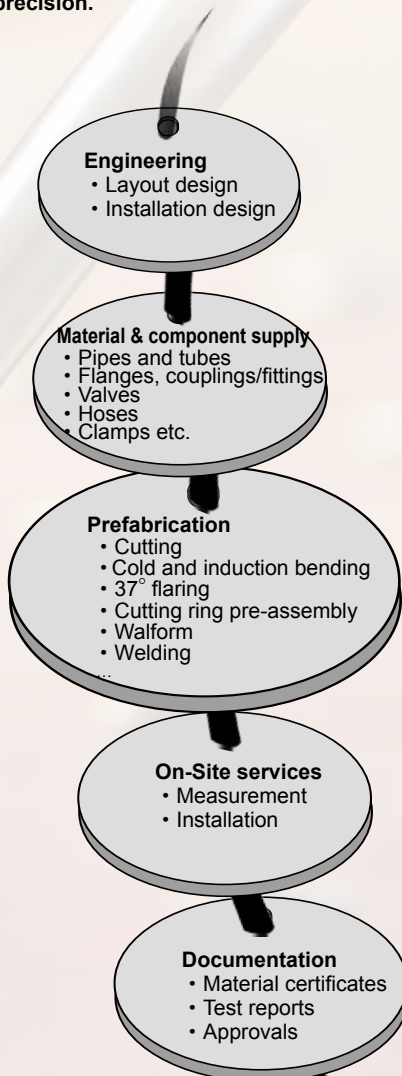 precision.
Engineering
• Layout design
• Installation design
Material & component supply
• Pipes and tubes
• Flanges, couplings/fittings
• Valves
• Hoses
• Clamps etc.
Prefabrication
• Cutting
• Cold and induction bending
• 37° flaring
• Cutting ring pre-assembly
• Walform
• Welding
...
On-Site services
• Measurement
• Installation
Documentation
• Material certificates
• Test reports
• Approvals